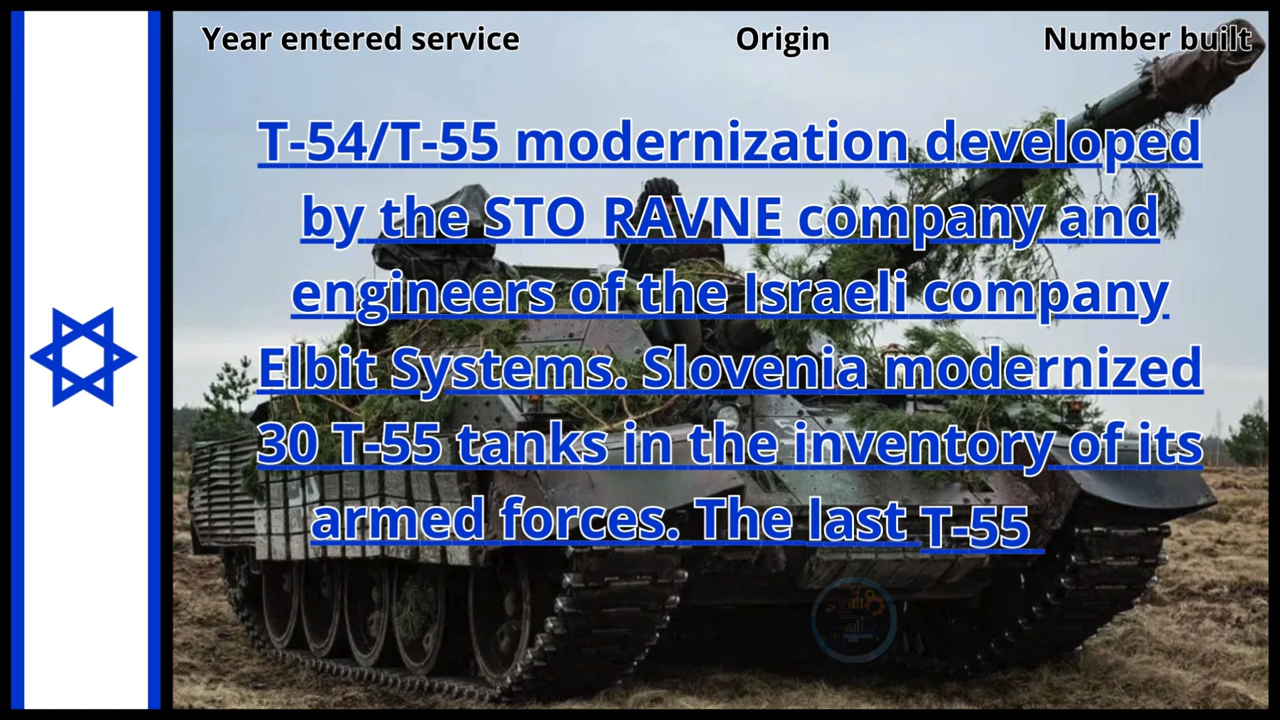 Year entered service Origin Number built
T-54/T-55 modernization developed
by the STO RAVNE company and
engineers of the Israeli company
Elbit Systems. Slovenia modernized
30 T-55 tanks in the inventory of its
armed forces. The last T-55